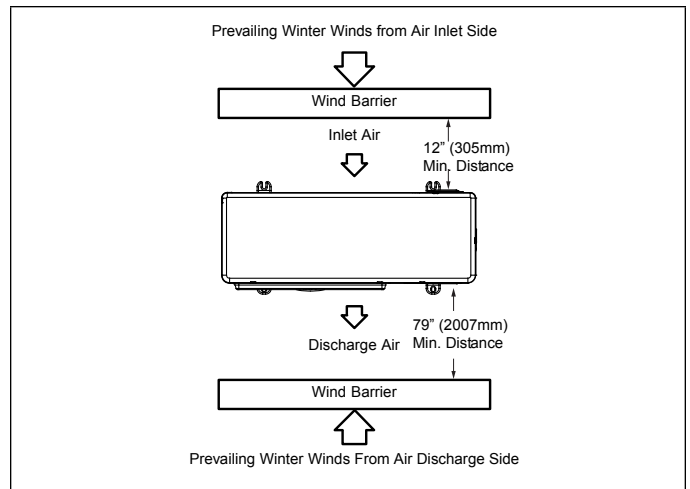 Prevailing Winter Winds from Air Inlet Side
Wind Barrier
Inlet Air
12” (305mm)
Min. Distance
79” (2007mm)
Min. Distance
Discharge Air
Wind Barrier
Prevailing Winter Winds From Air Discharge Side